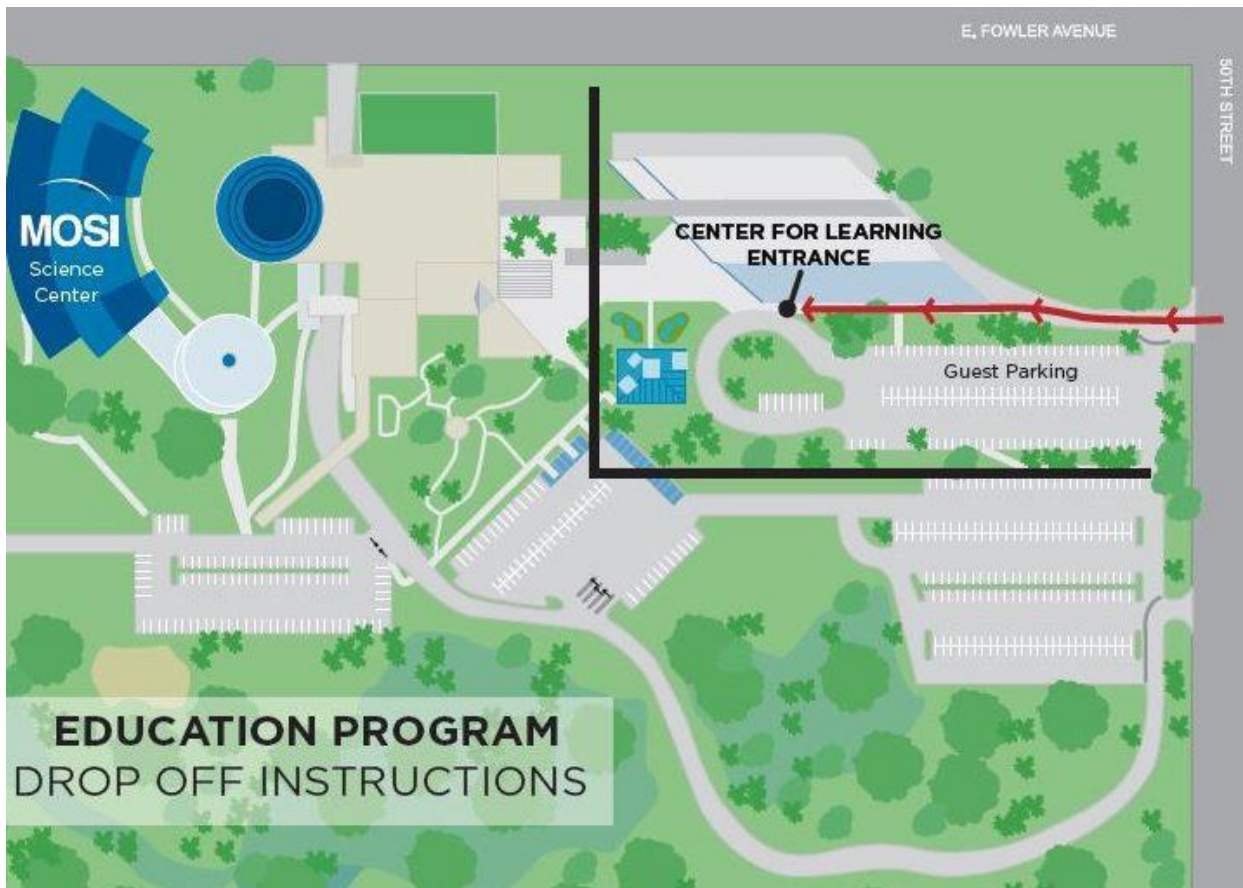 E. FOWLER AVENUE
50TH STREET
MOSI
Science
Center
CENTER FOR LEARNING
ENTRANCE
Guest Parking
EDUCATION PROGRAM
DROP OFF INSTRUCTIONS